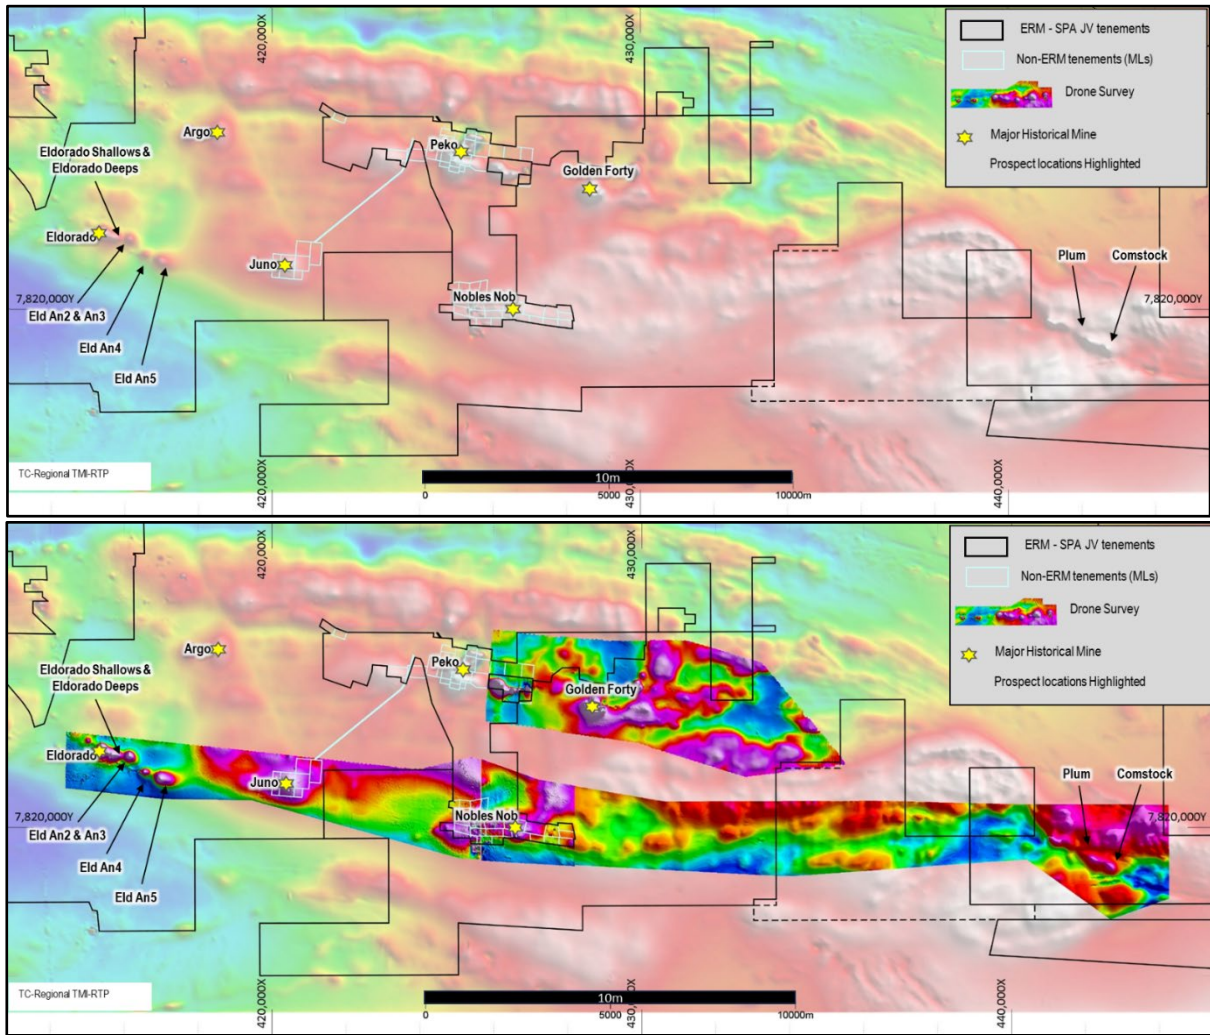 420,000X
430,000X
ERM - SPA JV tenements
Non-ERM tenements (MLs)
Drone Survey
Major Historical Mine
Prospect locations Highlighted
Argo
Peko
Eldorado Shallows &
Eldorado Deeps
Golden Forty
Eldorado
Juno
Plum
Comstock
7,820,000Y
Nobles Nob
7,820,000Y
Eld An2 & An3
Eld An4
Eld An5
TC-Regional TMI-RTP
10m
0
5000
10000m
420,000X
430,000X
440,000X
420,000X
430,000X
ERM - SPA JV tenements
Non-ERM tenements (MLs)
Drone Survey
Major Historical Mine
Prospect locations Highlighted
Argo
Peko
Eldorado Shallows &
Eldorado Deeps
Golden Forty
Eldorado
Juno
Plum
Comstock
7,820,000Y
Nobles Nob
7,820,000Y
Eld An2 & An3
Eld An4
Eld An5
TC-Regional TMI-RTP
10m
0
5000
10000m
420,000X
430,000X
440,000X